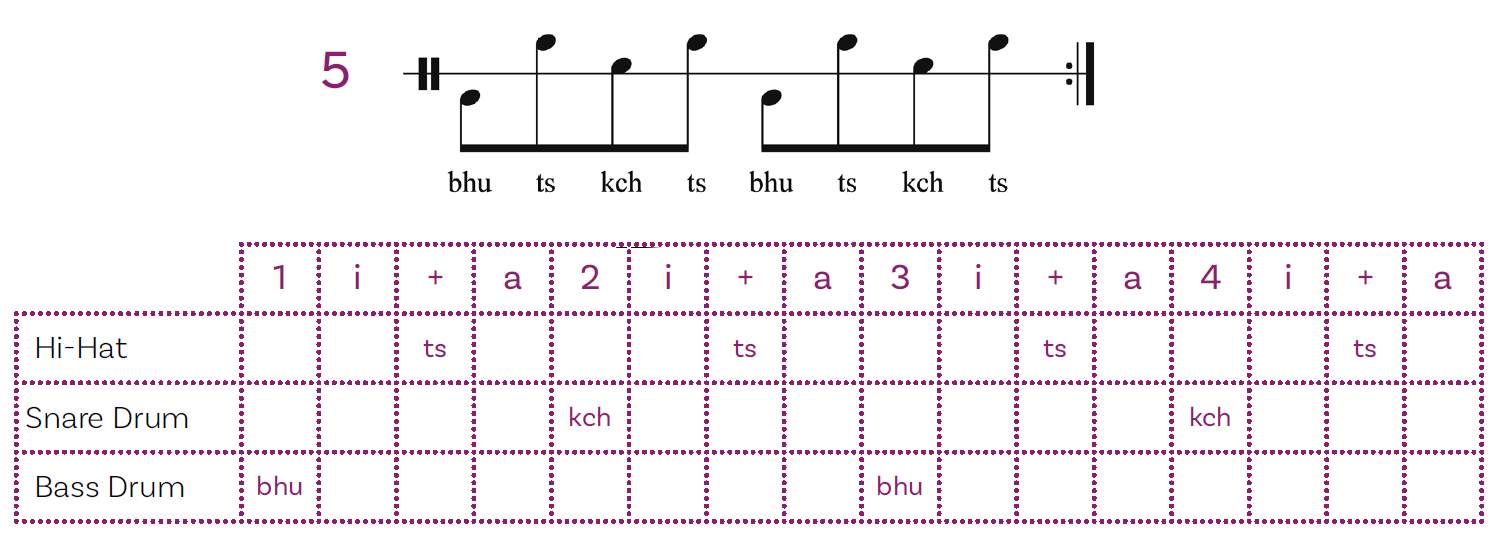 5
bhu ts kch ts bhu ts kch ts
1 i + a 2 i + a 3 i + a 4 i + a
Hi-Hat ts ts ts ts
Snare Drum kch kch
Bass Drum bhu bhu